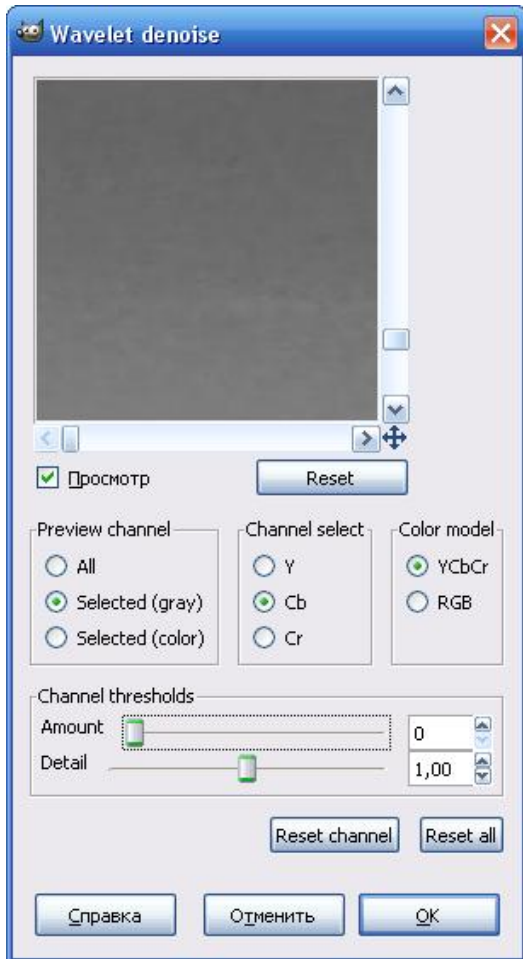 Wavelet denoise
Просмотр
Reset
Preview channel
All
Selected (gray)
Selected (color)
Channel select
Y
Cb
Cr
Color model
YCbCr
RGB
Channel thresholds
Amount
0
Detail
1,00
Reset channel
Reset all
Справка
Отменить
OK